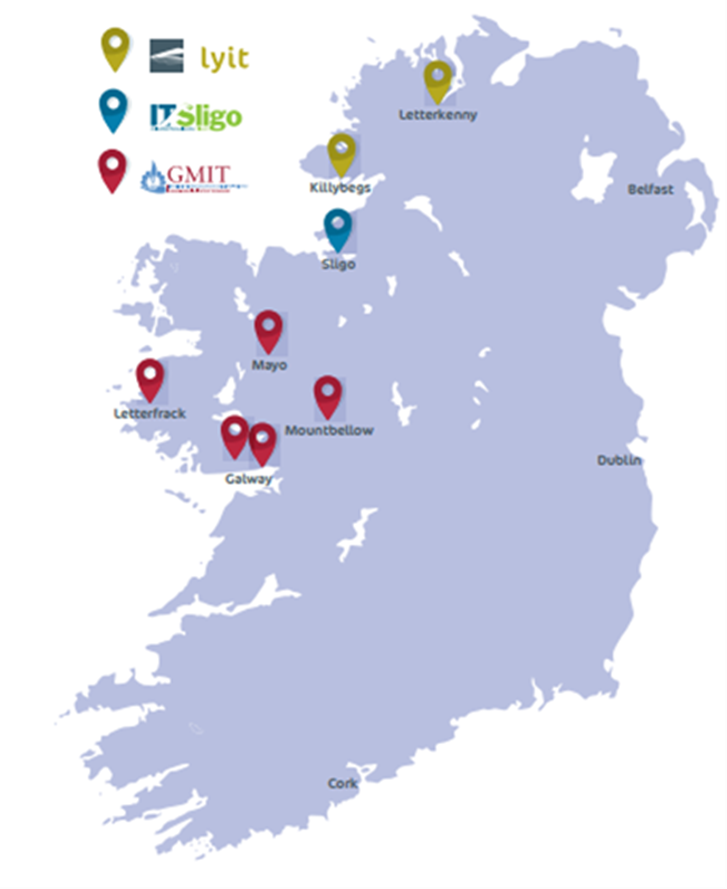 lyit
ITSligo
GMIT
Letterkenny
Killybegs
Belfast
Sligo
Mayo
Letterfrack
Mountbellow
Galway
Dublin
Cork